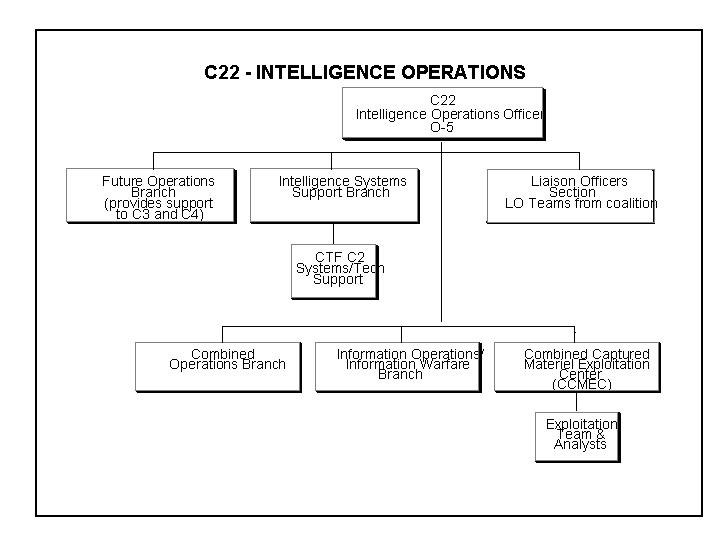 C22 - INTELLIGENCE OPERATIONS
C22
Intelligence Operations Officer
O-5
Future Operations
Branch
(provides support
to C3 and C4)
Intelligence Systems
Support Branch
Liaison Officers
Section
LO Teams from coalition
CTF C2
Systems/Tech
Support
Combined
Operations Branch
Information Operations/
Information Warfare
Branch
Combined Captured
Materiel Exploitation
Center
(CCMEC)
Exploitation
Team &
Analysts